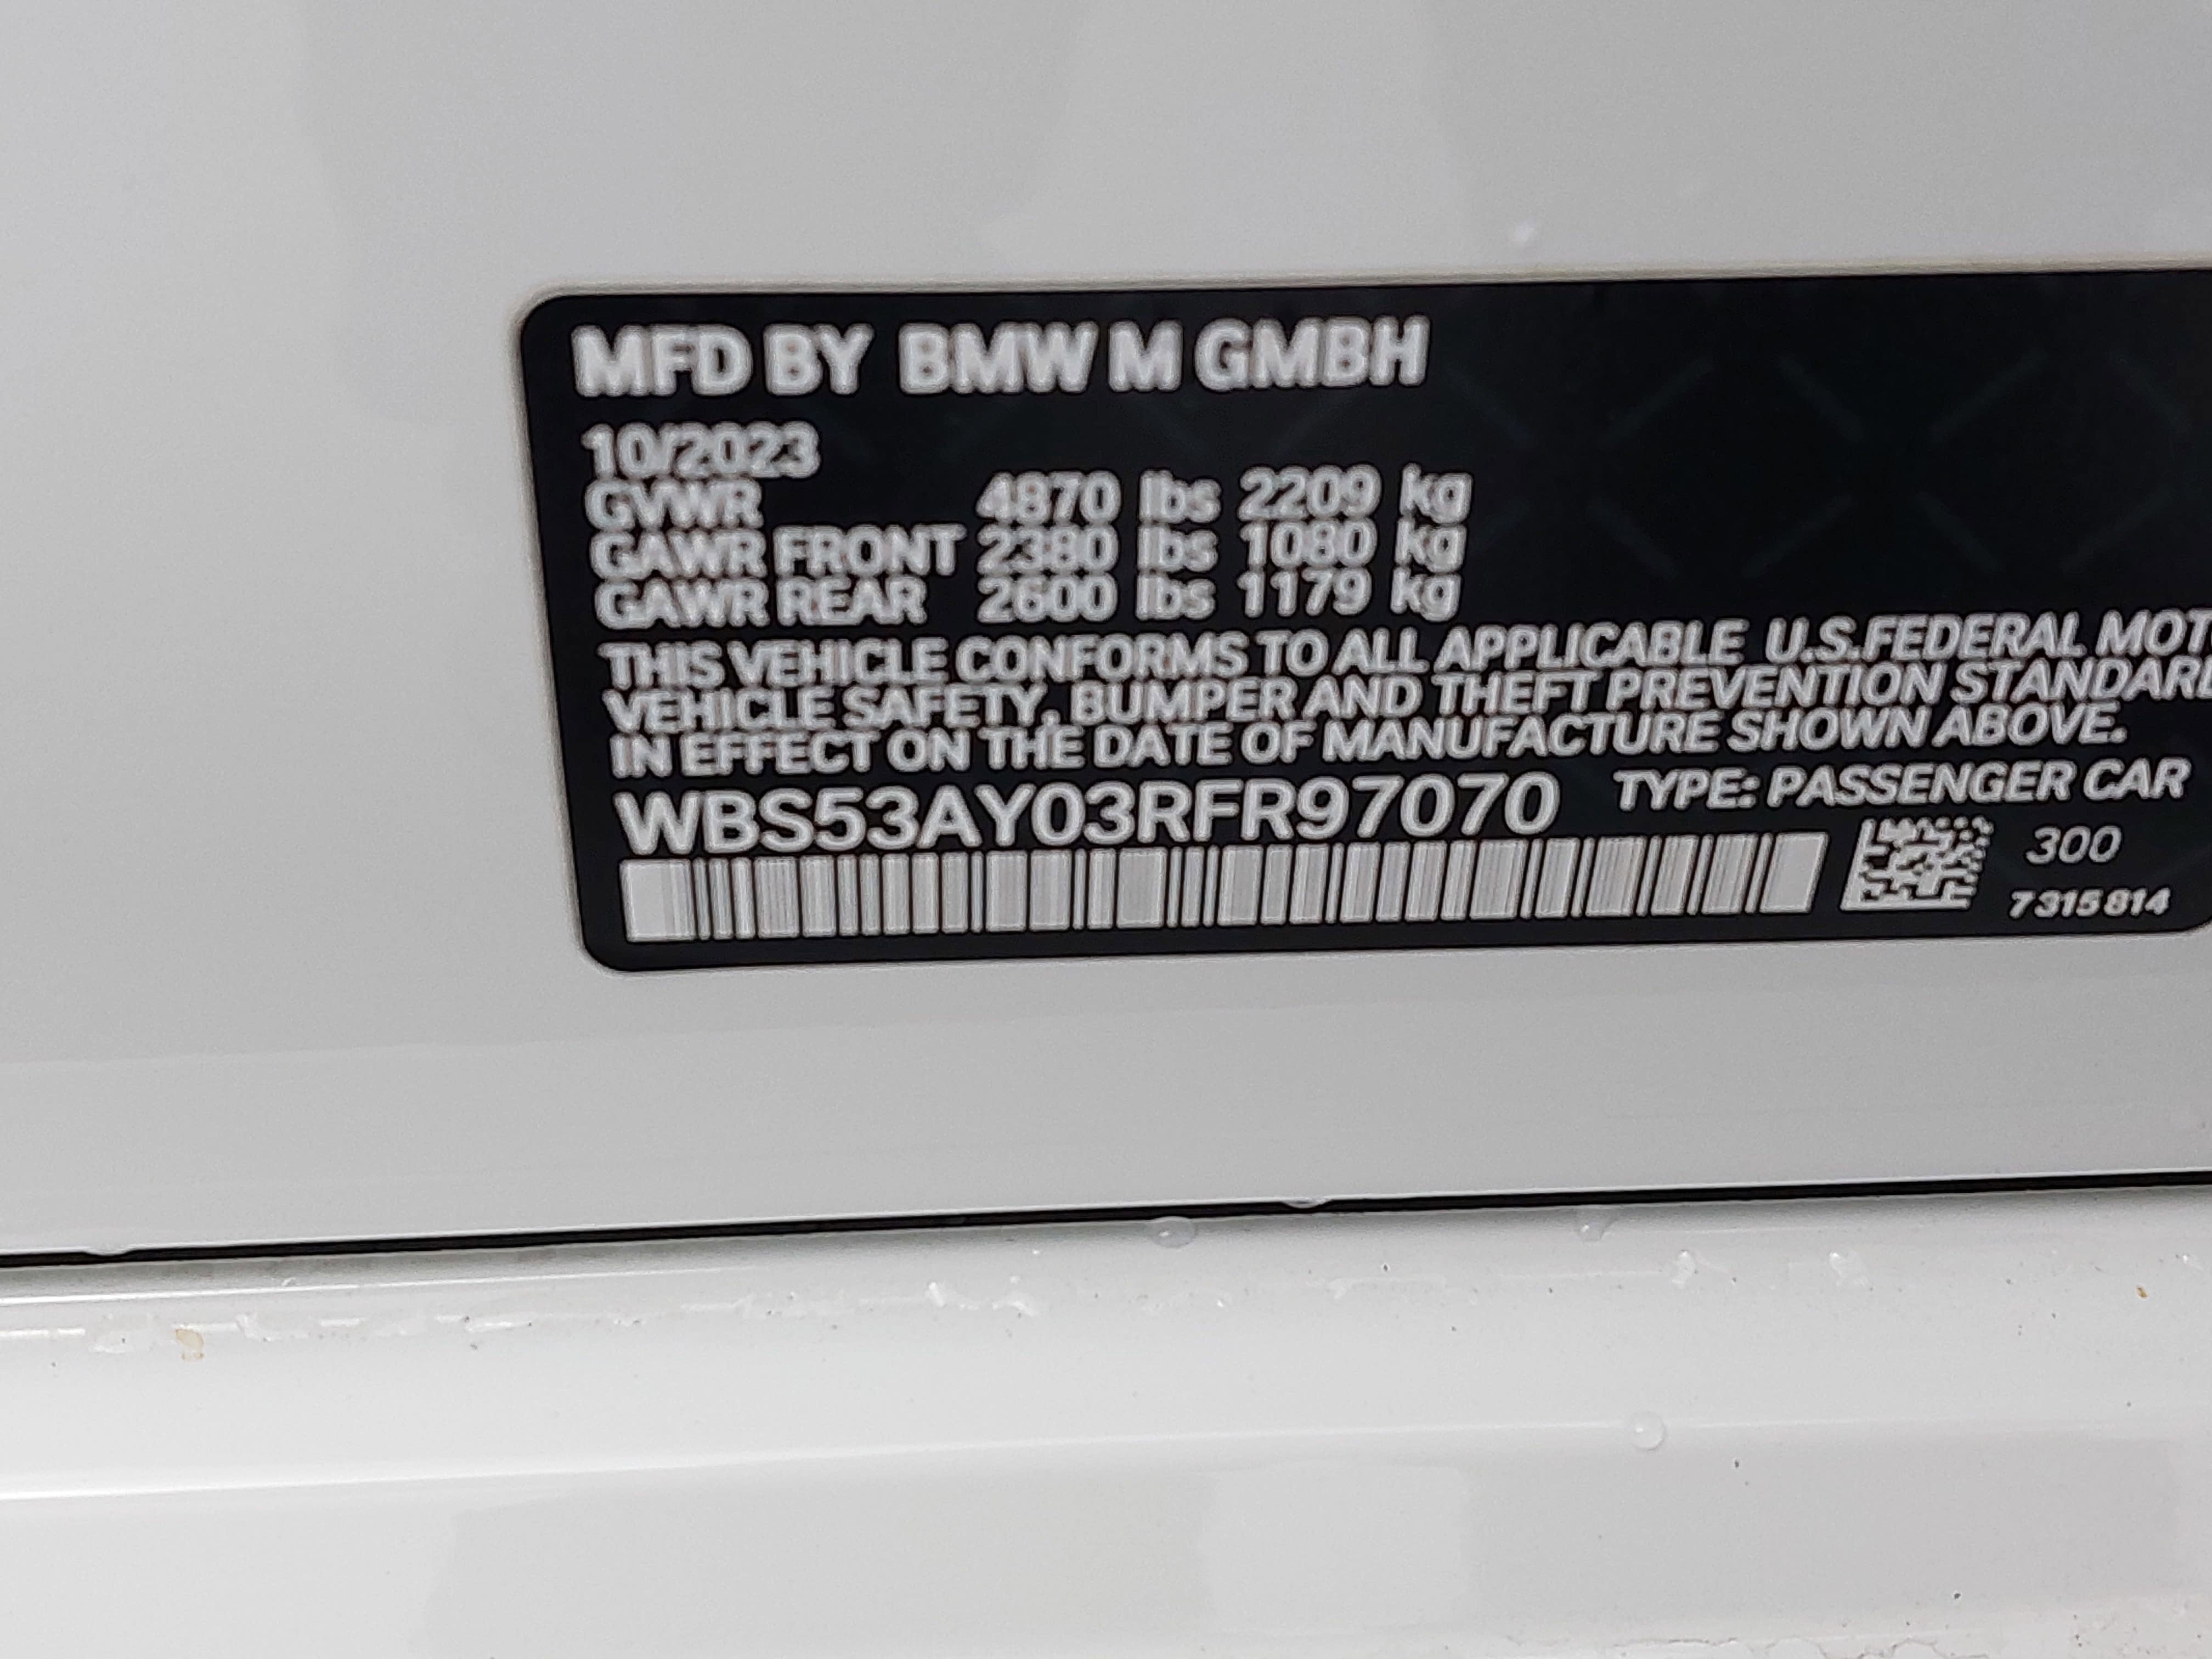 MFD BY BMW M GMBH
10/2023
GVWR 4870 lbs 2209 kg
GAWR FRONT 2380 lbs 1080 kg
GAWR REAR 2600 lbs 1179 kg
THIS VEHICLE CONFORMS TO ALL APPLICABLE U.S.FEDERAL MOT
VEHICLE SAFETY, BUMPER AND THEFT PREVENTION STANDARD
IN EFFECT ON THE DATE OF MANUFACTURE SHOWN ABOVE.
WBS53AY03RFR97070 TYPE: PASSENGER CAR
300
7315814